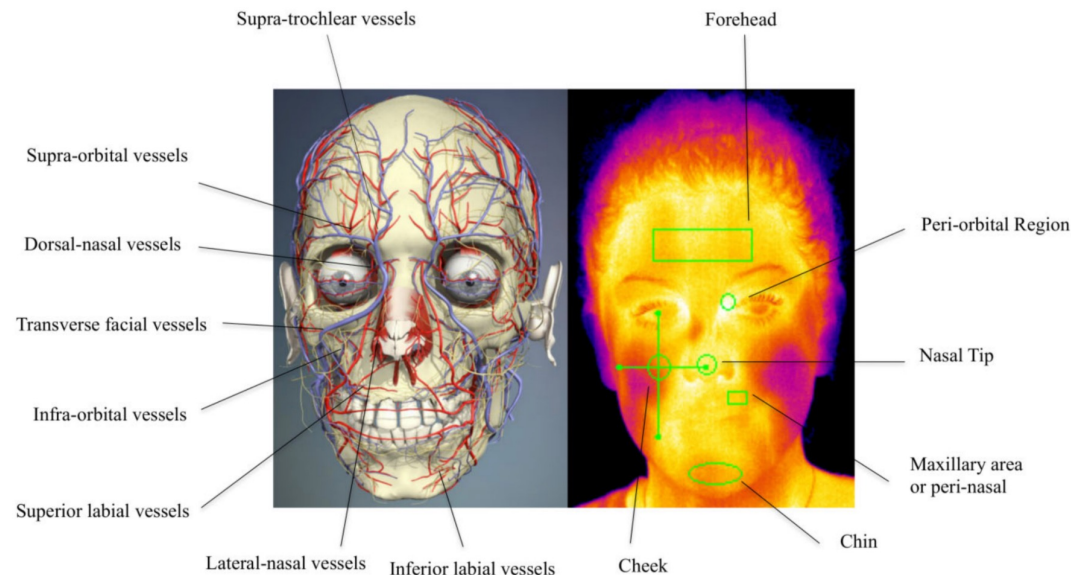 Supra-trochlear vessels
Forehead
Supra-orbital vessels
Dorsal-nasal vessels
Peri-orbital Region
Transverse facial vessels
Nasal Tip
Infra-orbital vessels
Maxillary area
or peri-nasal
Superior labial vessels
Chin
Lateral-nasal vessels
Inferior labial vessels
Cheek